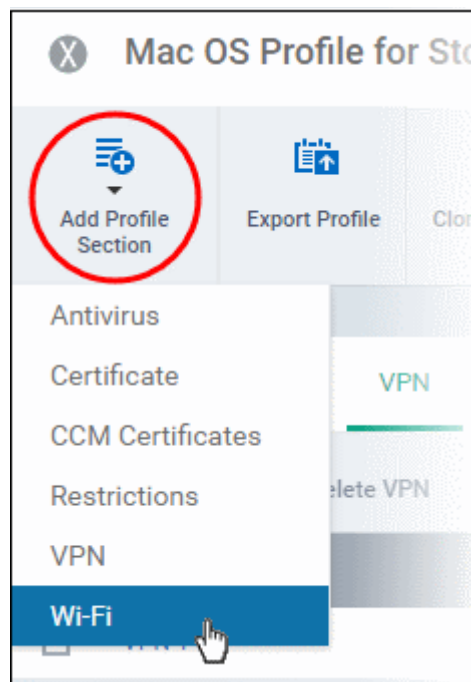 Mac OS Profile for Sto
Add Profile
Section
Export Profile
Clon
Antivirus
Certificate
VPN
CCM Certificates
Restrictions
elete VPN
VPN
Wi-Fi